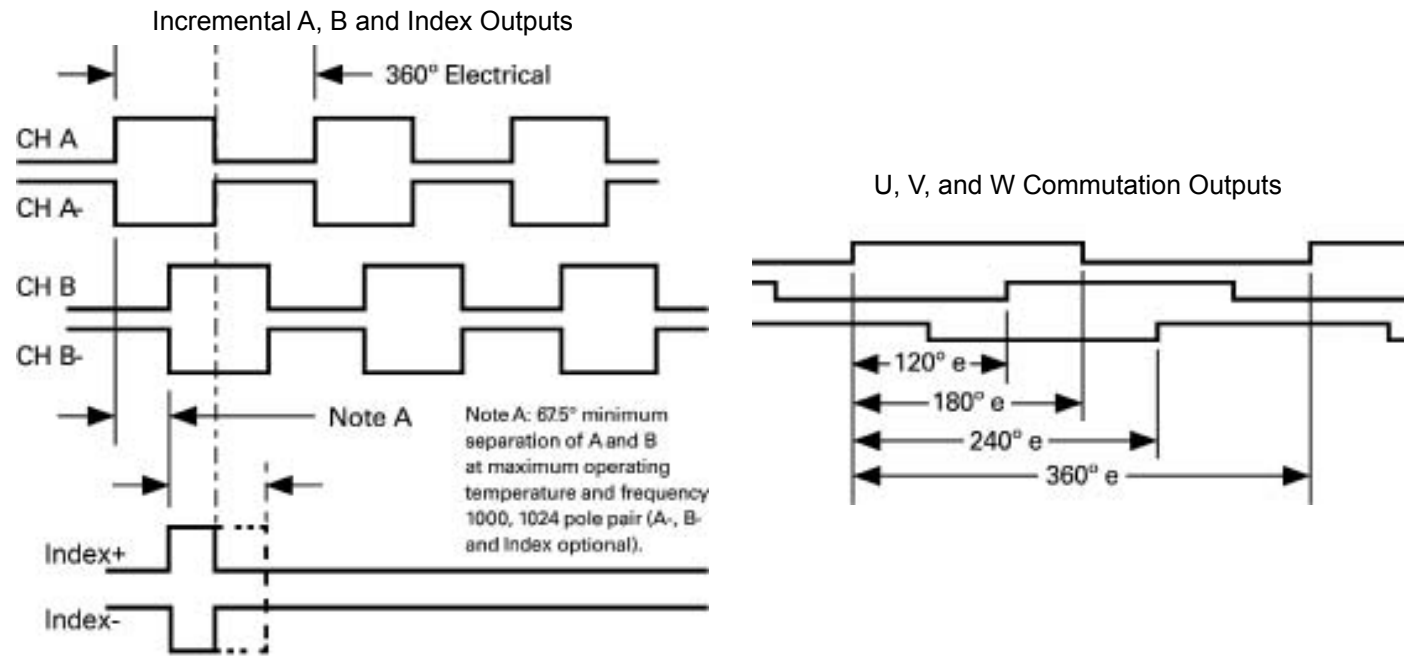 Incremental A, B and Index Outputs
360° Electrical
CH A
CH A-
CH B
CH B-
Note A
Note A: 67.5° minimum
separation of A and B
at maximum operating
temperature and frequency
1000, 1024 pole pair (A-, B-
and Index optional).
Index+
Index-
U, V, and W Commutation Outputs
120° e
180° e
240° e
360° e